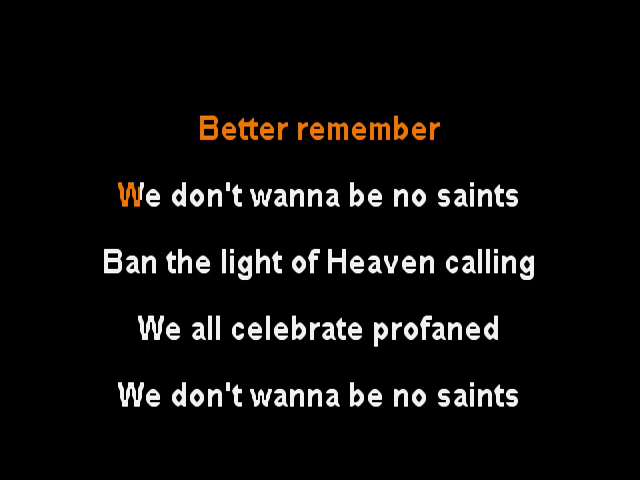 Better remember
We don't wanna be no saints
Ban the light of Heaven calling
We all celebrate profaned
We don't wanna be no saints